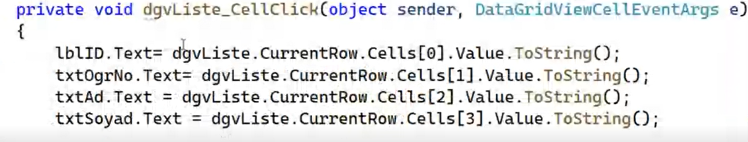 private void dgvListe_CellClick(object sender, DataGridViewCellEventArgs e)
{
lblID.Text= dgvListe.CurrentRow.Cells[0].Value.ToString();
txtOgrNo.Text= dgvListe.CurrentRow.Cells[1].Value.ToString();
txtAd.Text = dgvListe.CurrentRow.Cells[2].Value.ToString();
txtSoyad.Text = dgvListe.CurrentRow.Cells[3].Value.ToString();